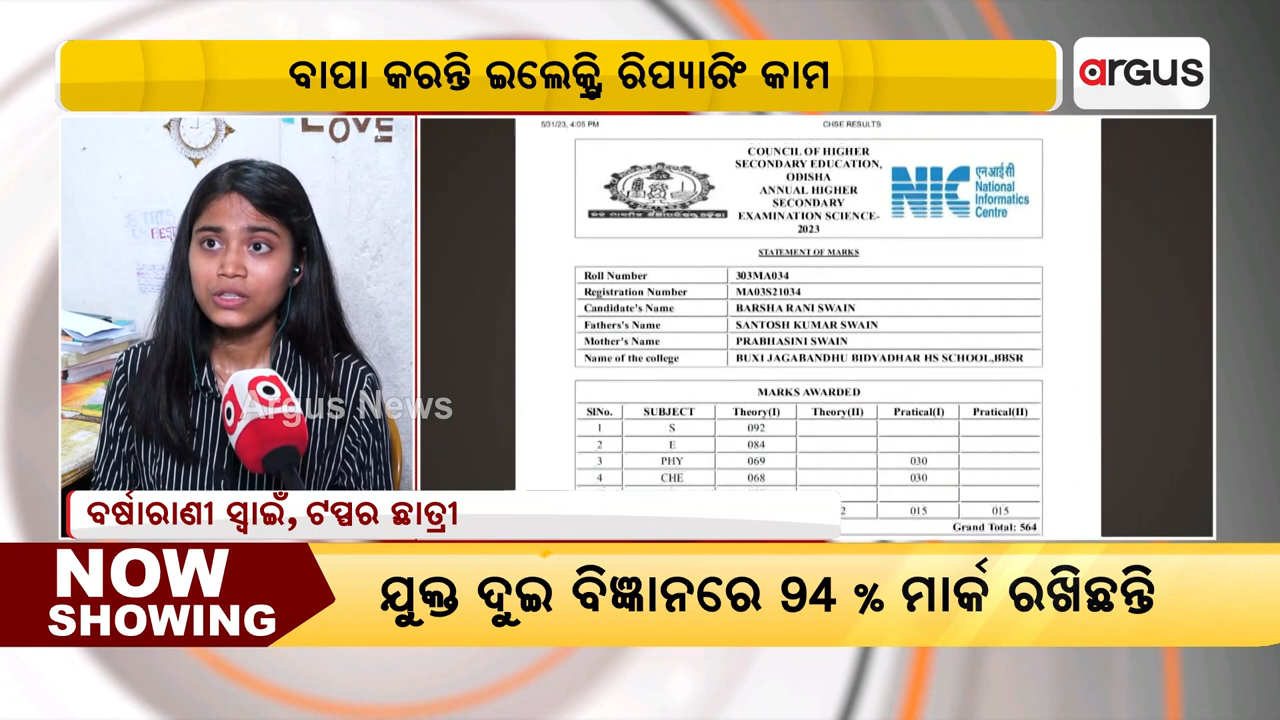 ବାପା କରନ୍ତି ଇଲେକ୍ଟ୍ରି ରିପ୍ୟାରିଂ କାମ
argus
LOVE
5/31/23, 4:05 PM
CHSE RESULTS
COUNCIL OF HIGHER
SECONDARY EDUCATION,
ODISHA
ANNUAL HIGHER
SECONDARY
EXAMINATION SCIENCE-
2023
NIC
एन आई सी
National
Informatics
Centre
STATEMENT OF MARKS
Roll Number 303MA034
Registration Number MA03S21034
Candidate's Name BARSHA RANI SWAIN
Fathers's Name SANTOSH KUMAR SWAIN
Mother's Name PRABHASINI SWAIN
Name of the college BUXI JAGABANDHU BIDYADHAR HS SCHOOL,BBSR
MARKS AWARDED
SlNo. SUBJECT Theory(I) Theory(II) Pratical(I) Pratical(II)
1 S 092
2 E 084
3 PHY 069 030
4 CHE 068 030
2 015 015
Grand Total: 564
Argus News
ବର୍ଷାରାଣୀ ସ୍ୱାଇଁ, ଟପ୍ପର ଛାତ୍ରୀ
NOW
SHOWING
ଯୁକ୍ତ ଦୁଇ ବିଜ୍ଞାନରେ 94 % ମାର୍କ ରଖିଛନ୍ତି